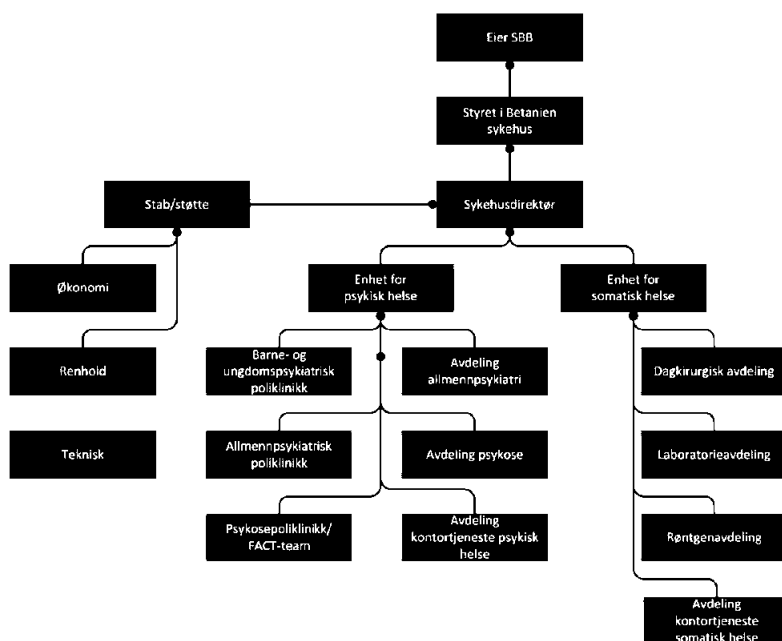 Eier SBB
Styret i Betanien
sykehus
Stab/støtte
Sykehusdirektør
Økonomi
Enhet for
psykisk helse
Enhet for
somatisk helse
Renhold
Barne- og
ungdomspsykiatrisk
poliklinikk
Avdeling
allmennpsykiatri
Dagkirurgisk avdeling
Teknisk
Allmennpsykiatrisk
poliklinikk
Avdeling psykose
Laboratorieavdeling
Psykosepoliklinikk/
FACT-team
Avdeling
kontortjeneste psykisk
helse
Røntgenavdeling
Avdeling
kontortjeneste
somatisk helse